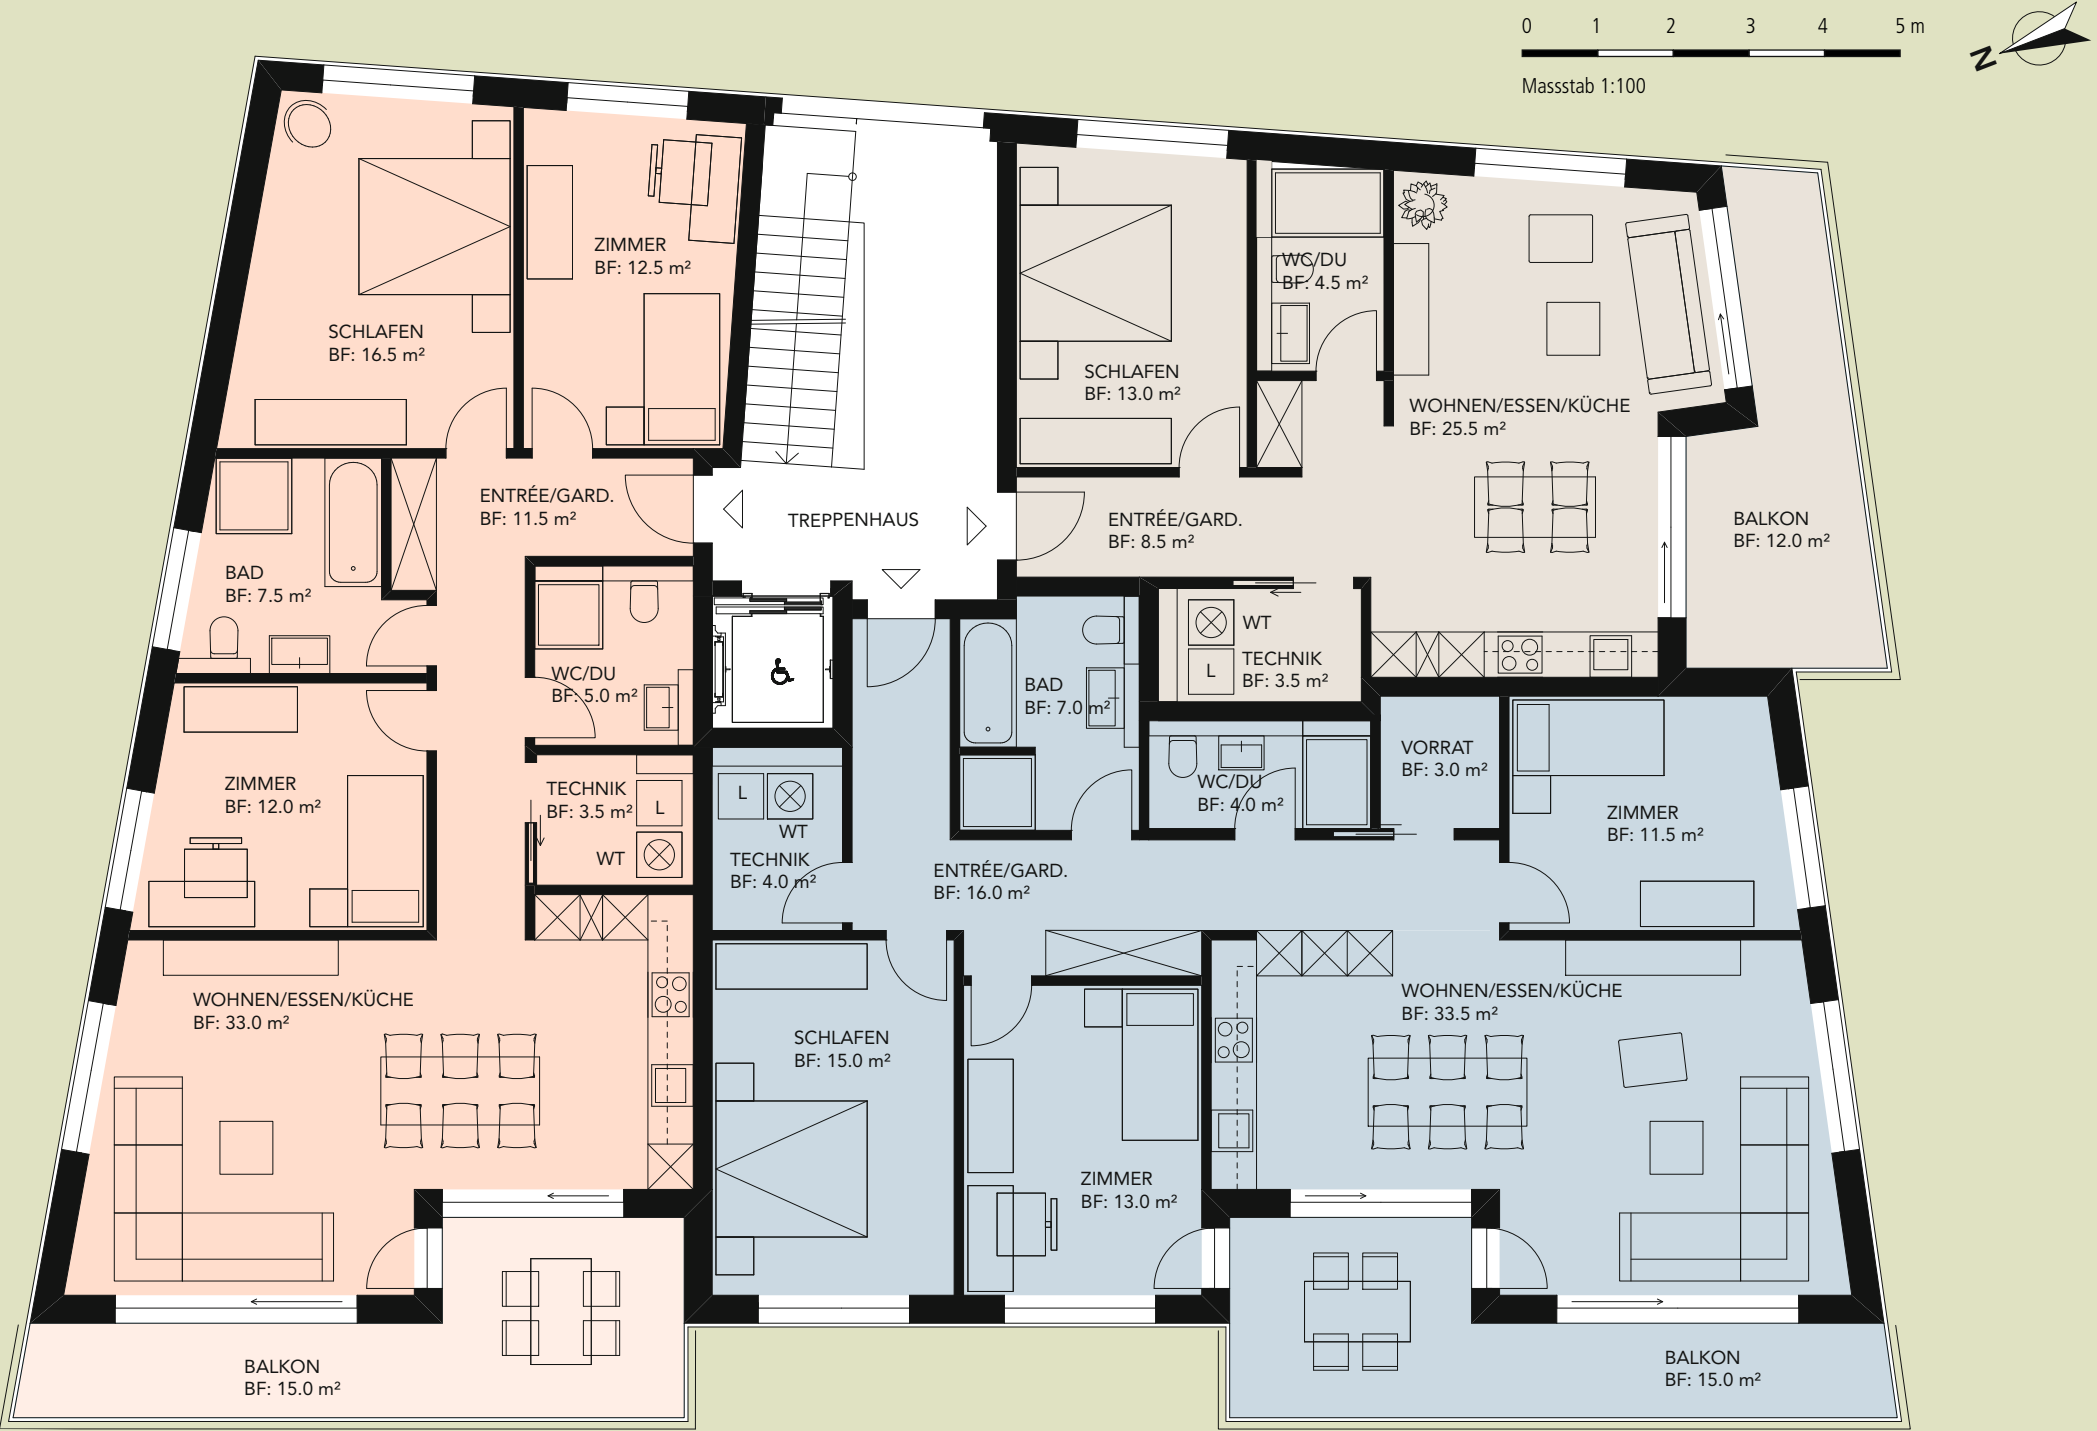 0 1 2 3 4 5 m
Massstab 1:100
N
SCHLAFEN
BF: 16.5 m²
ZIMMER
BF: 12.5 m²
ENTRÉE/GARD.
BF: 11.5 m²
BAD
BF: 7.5 m²
WC/DU
BF: 5.0 m²
ZIMMER
BF: 12.0 m²
TECHNIK
BF: 3.5 m²
L
WT
WOHNEN/ESSEN/KÜCHE
BF: 33.0 m²
BALKON
BF: 15.0 m²
TREPPENHAUS
SCHLAFEN
BF: 13.0 m²
WC/DU
BF: 4.5 m²
WOHNEN/ESSEN/KÜCHE
BF: 25.5 m²
ENTRÉE/GARD.
BF: 8.5 m²
BALKON
BF: 12.0 m²
WT
TECHNIK
BF: 3.5 m²
L
BAD
BF: 7.0 m²
WC/DU
BF: 4.0 m²
VORRAT
BF: 3.0 m²
ZIMMER
BF: 11.5 m²
L
WT
TECHNIK
BF: 4.0 m²
ENTRÉE/GARD.
BF: 16.0 m²
SCHLAFEN
BF: 15.0 m²
ZIMMER
BF: 13.0 m²
WOHNEN/ESSEN/KÜCHE
BF: 33.5 m²
BALKON
BF: 15.0 m²